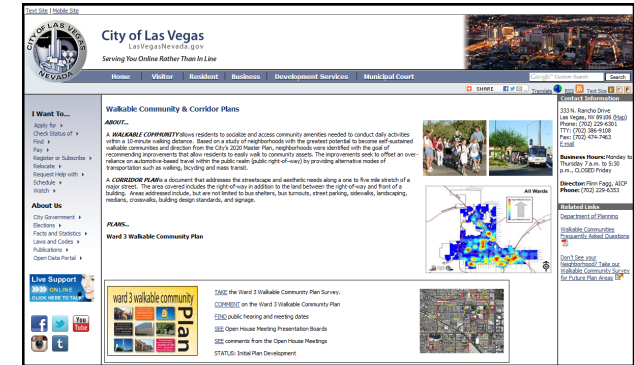 Text Site | Mobile Site
CITY OF LAS VEGAS
NEVADA
City of Las Vegas
LasVegasNevada.gov
Serving You Online Rather Than In Line
Home | Visitor | Resident | Business | Development Services | Municipal Court
Google Custom Search
Search
SHARE
Translate
RSS
Text Size
I Want To...
Apply for
Check Status of
Find
Pay
Register or Subscribe
Relocate
Request Help with
Schedule
Watch
About Us
City Government
Elections
Facts and Statistics
Laws and Codes
Publications
Open Data Portal
Live Support
ONLINE
CLICK HERE TO TALK
You
Tube
Walkable Community & Corridor Plans
ABOUT...
A WALKABLE COMMUNITY allows residents to socialize and access community amenities needed to conduct daily activities
within a 10-minute walking distance. Based on a study of neighborhoods with the greatest potential to become self-sustained
walkable communities and direction from the City's 2020 Master Plan, neighborhoods were identified with the goal of
recommending improvements that allow residents to easily walk to community assets. The improvements seek to offset an over-
reliance on automotive-based travel within the public realm (public right-of-way) by providing alternative modes of
transportation such as walking, bicycling and mass transit.
A CORRIDOR PLAN is a document that addresses the streetscape and aesthetic needs along a one to five mile stretch of a
major street. The area covered includes the right-of-way in addition to the land between the right-of-way and front of a
building. Areas addressed include, but are not limited to bus shelters, bus turnouts, street parking, sidewalks, landscaping,
medians, crosswalks, building design standards, and signage.
PLANS...
Ward 3 Walkable Community Plan
All Wards
ward 3 walkable community
Plan
TAKE the Ward 3 Walkable Community Plan Survey.
COMMENT on the Ward 3 Walkable Community Plan
FIND public hearing and meeting dates
SEE Open House Meeting Presentation Boards
SEE comments from the Open House Meetings
STATUS: Initial Plan Development
Contact Information
333 N. Rancho Drive
Las Vegas, NV 89106 (Map)
Phone: (702) 229-6301
TTY: (702) 386-9108
Fax: (702) 474-7463
E-mail
Business Hours: Monday to
Thursday 7 a.m. to 5:30
p.m., CLOSED Friday
Director: Flinn Fagg, AICP
Phone: (702) 229-6353
Related Links
Department of Planning
Walkable Communities
Frequently Asked Questions
Don't See your
Neighborhood? Take our
Walkable Community Survey
for Future Plan Areas